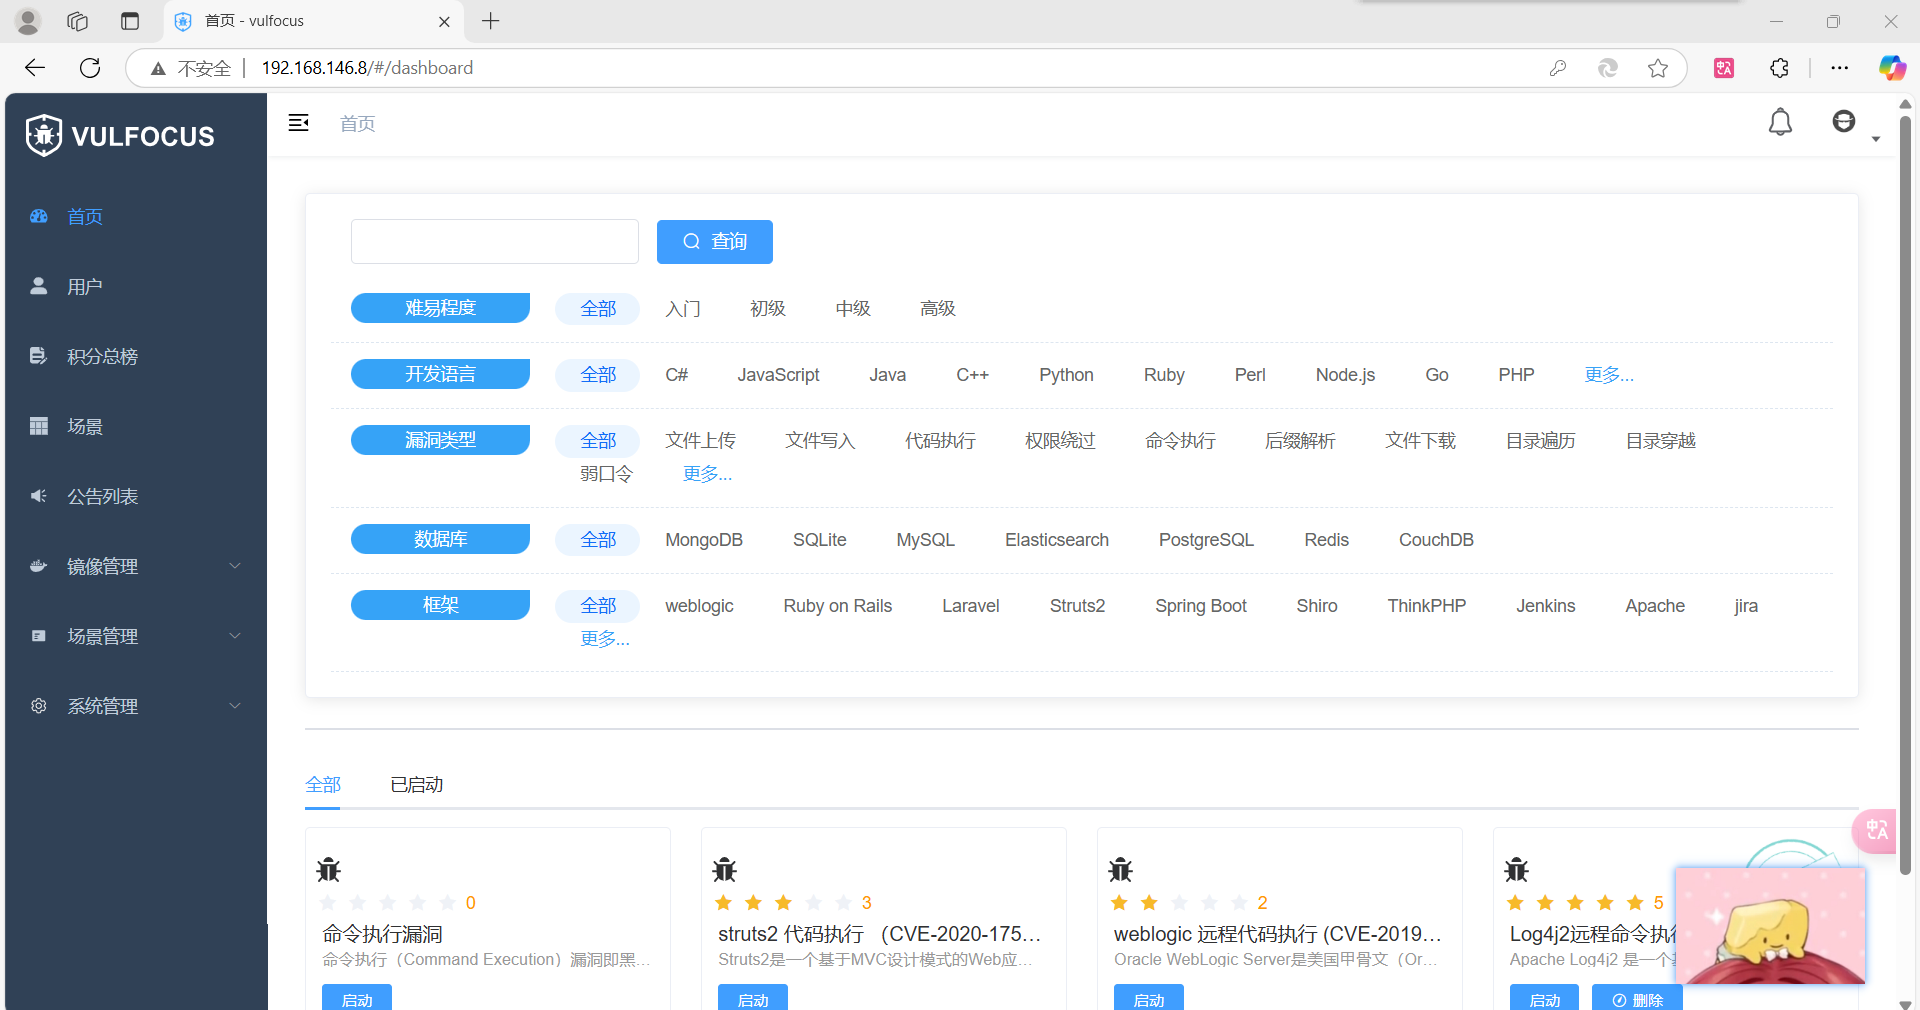 首页 - vulfocus
不安全 192.168.146.8/#/dashboard
VULFOCUS
首页
首页
用户
积分总榜
场景
公告列表
镜像管理
场景管理
系统管理
查询
难易程度 全部 入门 初级 中级 高级
开发语言 全部 C# JavaScript Java C++ Python Ruby Perl Node.js Go PHP 更多...
漏洞类型 全部 文件上传 文件写入 代码执行 权限绕过 命令执行 后缀解析 文件下载 目录遍历 目录穿越
弱口令 更多...
数据库 全部 MongoDB SQLite MySQL Elasticsearch PostgreSQL Redis CouchDB
框架 全部 weblogic Ruby on Rails Laravel Struts2 Spring Boot Shiro ThinkPHP Jenkins Apache jira
更多...
全部 已启动
0
命令执行漏洞
命令执行（Command Execution）漏洞即黑...
启动
3
struts2 代码执行 （CVE-2020-175...
Struts2是一个基于MVC设计模式的Web应...
启动
2
weblogic 远程代码执行 (CVE-2019...
Oracle WebLogic Server是美国甲骨文（Or...
启动
5
Log4j2远程命令执行
Apache Log4j2 是一个
启动 删除